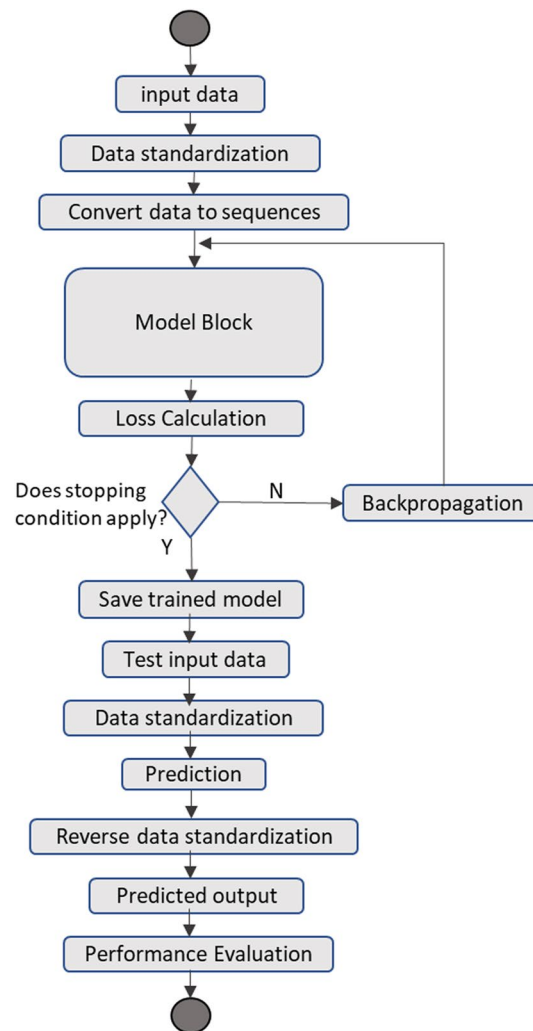 input data
Data standardization
Convert data to sequences
Model Block
Loss Calculation
Does stopping
condition apply?
N
Backpropagation
Y
Save trained model
Test input data
Data standardization
Prediction
Reverse data standardization
Predicted output
Performance Evaluation